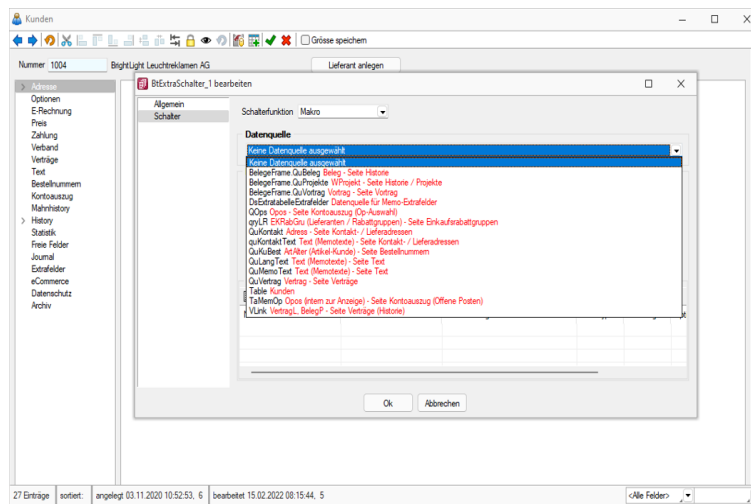 Kunden
Grösse speichern
Nummer 1004 BrightLight Leuchtreklamen AG Lieferant anlegen
Adresse
Optionen
E-Rechnung
Preis
Zahlung
Verband
Verträge
Text
Bestellnummern
Kontoauszug
Mahnhistory
History
Statistik
Freie Felder
Journal
Extrafelder
eCommerce
Datenschutz
Archiv
BtExtraSchalter_1 bearbeiten
Allgemein
Schalter
Schalterfunktion Makro
Datenquelle
Keine Datenquelle ausgewählt
Keine Datenquelle ausgewählt
BelegeFrame.QuBeleg Beleg - Seite Historie
BelegeFrame.QuProjekte WProjekt - Seite Historie / Projekte
BelegeFrame.QuVortrag Vortrag - Seite Vortrag
DsExtratabelleExtrafelder Datenquelle für Memo-Extrafelder
QOps Opos - Seite Kontoauszug (Op-Auswahl)
qryLR EKRabGru (Lieferanten / Rabattgruppen) - Seite Einkaufsrabattgruppen
QuKontakt Adress - Seite Kontakt- / Lieferadressen
quKontaktText Text (Memotexte) - Seite Kontakt- / Lieferadressen
QuKuBest ArtAlter (Artikel-Kunde) - Seite Bestellnummern
QuLangText Text (Memotexte) - Seite Text
QuMemoText Text (Memotexte) - Seite Text
QuVertrag Vertrag - Seite Verträge
Table Kunden
TaMemOp Opos (intern zur Anzeige) - Seite Kontoauszug (Offene Posten)
VLink VertragL, BelegP - Seite Verträge (Historie)
Ok Abbrechen
27 Einträge sortiert: angelegt 03.11.2020 10:52:53, 6 bearbeitet 15.02.2022 08:15:44, 5 <Alle Felder>